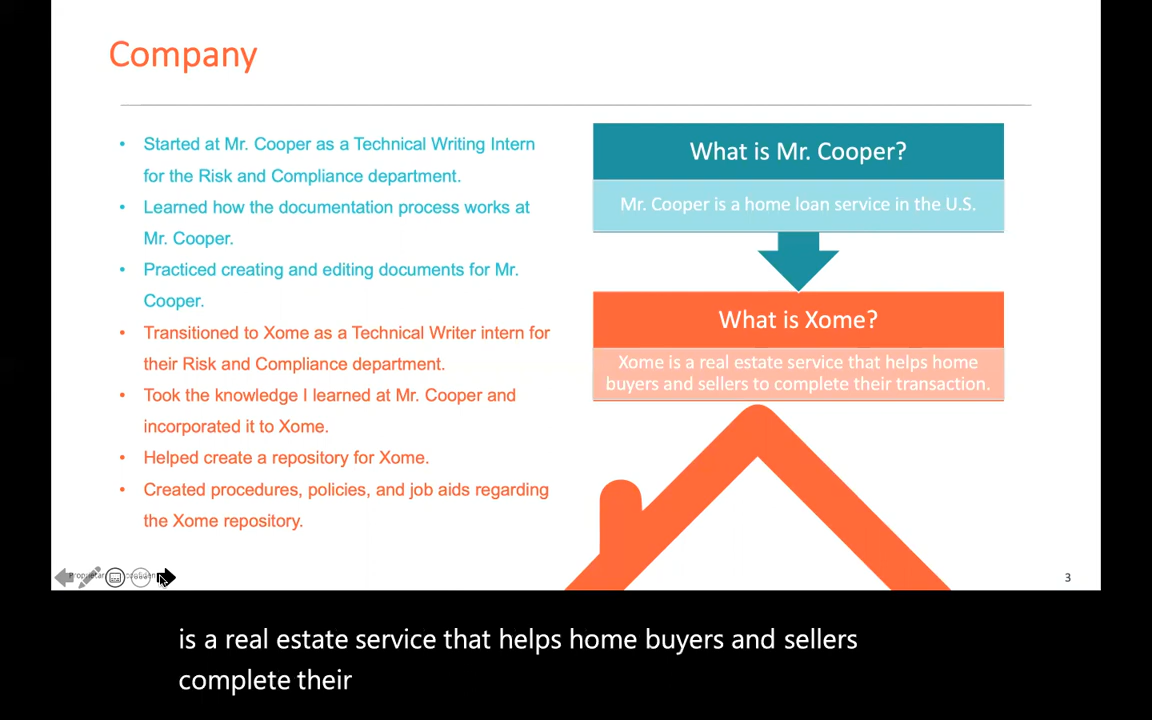 Company
• Started at Mr. Cooper as a Technical Writing Intern
for the Risk and Compliance department.
• Learned how the documentation process works at
Mr. Cooper.
• Practiced creating and editing documents for Mr.
Cooper.
• Transitioned to Xome as a Technical Writer intern for
their Risk and Compliance department.
• Took the knowledge I learned at Mr. Cooper and
incorporated it to Xome.
• Helped create a repository for Xome.
• Created procedures, policies, and job aids regarding
the Xome repository.
What is Mr. Cooper?
Mr. Cooper is a home loan service in the U.S.
What is Xome?
Xome is a real estate service that helps home
buyers and sellers to complete their transaction.
3
is a real estate service that helps home buyers and sellers
complete their